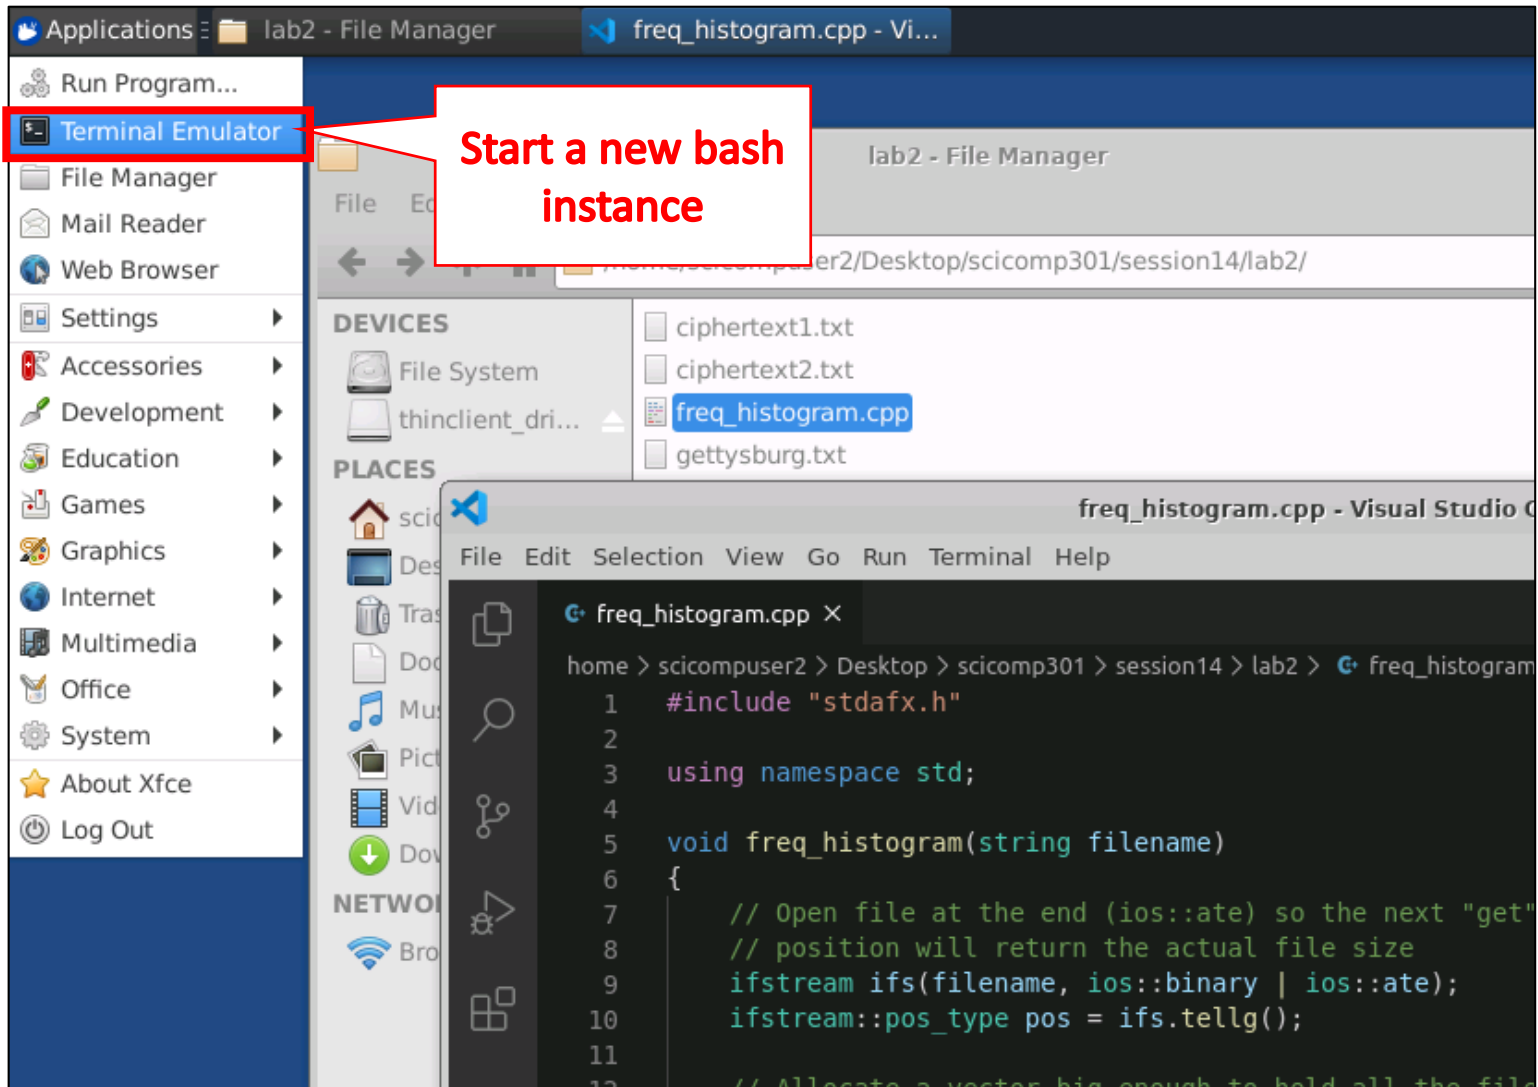 Applications
lab2 - File Manager
freq_histogram.cpp - Vi...
Run Program...
Terminal Emulator
File Manager
Mail Reader
Web Browser
Settings
Accessories
Development
Education
Games
Graphics
Internet
Multimedia
Office
System
About Xfce
Log Out
Start a new bash
instance
lab2 - File Manager
File
/Desktop/scicomp301/session14/lab2/
DEVICES
File System
thinclient_dri...
PLACES
NETWO
ciphertext1.txt
ciphertext2.txt
freq_histogram.cpp
gettysburg.txt
freq_histogram.cpp - Visual Studio
File Edit Selection View Go Run Terminal Help
freq_histogram.cpp
home > scicompuser2 > Desktop > scicomp301 > session14 > lab2 > freq_histogram
1 #include "stdafx.h"
2
3 using namespace std;
4
5 void freq_histogram(string filename)
6 {
7 // Open file at the end (ios::ate) so the next "get"
8 // position will return the actual file size
9 ifstream ifs(filename, ios::binary | ios::ate);
10 ifstream::pos_type pos = ifs.tellg();
11